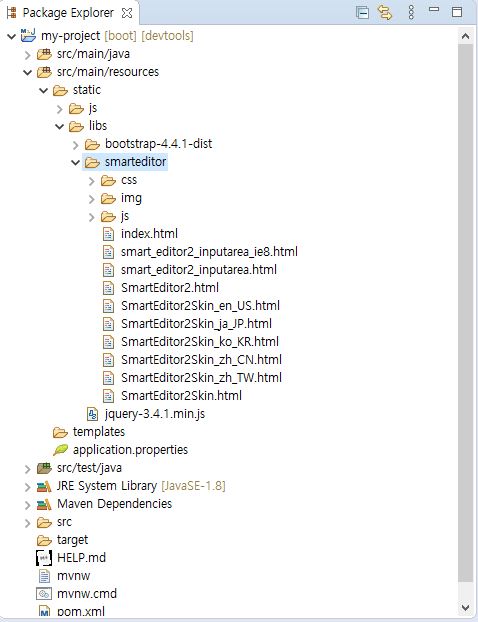 Package Explorer
my-project [boot] [devtools]
src/main/java
src/main/resources
static
js
libs
bootstrap-4.4.1-dist
smarteditor
css
img
js
index.html
smart_editor2_inputarea_ie8.html
smart_editor2_inputarea.html
SmartEditor2.html
SmartEditor2Skin_en_US.html
SmartEditor2Skin_ja_JP.html
SmartEditor2Skin_ko_KR.html
SmartEditor2Skin_zh_CN.html
SmartEditor2Skin_zh_TW.html
SmartEditor2Skin.html
jquery-3.4.1.min.js
templates
application.properties
src/test/java
JRE System Library [JavaSE-1.8]
Maven Dependencies
src
target
HELP.md
mvnw
mvnw.cmd
pom.xml